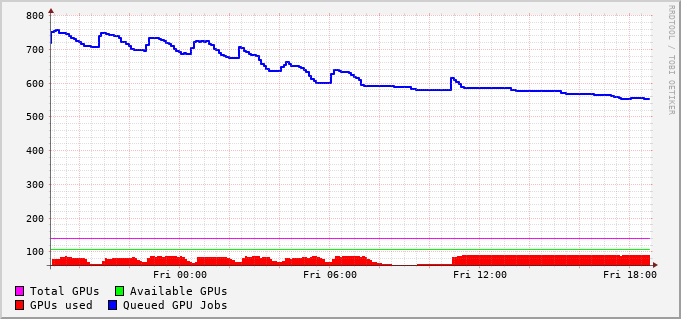 800
700
600
500
400
300
200
100
Fri 00:00 Fri 06:00 Fri 12:00 Fri 18:00
Total GPUs Available GPUs
GPUs used Queued GPU Jobs
RRDTOOL / TOBI OETIKER